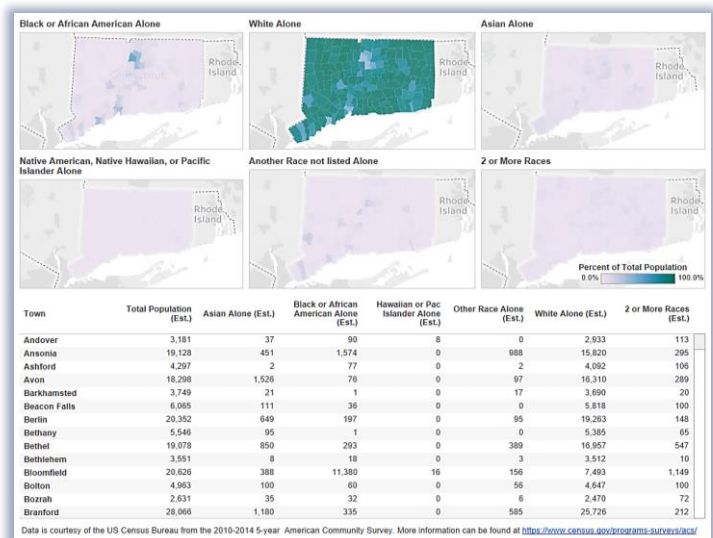 Black or African American Alone
White Alone
Asian Alone
Rhode
Island
Connecticut
Rhode
Island
Rhode
Island
Native American, Native Hawaiian, or Pacific
Islander Alone
Another Race not listed Alone
2 or More Races
Rhode
Island
Rhode
Island
Rhode
Island
Percent of Total Population
0.0% 100.0%
Town Total Population (Est.) Asian Alone (Est.) Black or African American Alone (Est.) Hawaiian or Pac Islander Alone (Est.) Other Race Alone (Est.) White Alone (Est.) 2 or More Races (Est.)
Andover 3,181 37 90 8 0 2,933 113
Ansonia 19,128 451 1,574 0 988 15,820 295
Ashford 4,297 2 77 0 2 4,092 106
Avon 18,298 1,526 76 0 97 16,310 289
Barkhamsted 3,749 21 1 0 17 3,690 20
Beacon Falls 6,065 111 36 0 0 5,818 100
Berlin 20,352 649 197 0 95 19,263 148
Bethany 5,546 95 1 0 0 5,385 65
Bethel 19,078 850 293 0 389 16,957 547
Bethlehem 3,551 8 18 0 3 3,512 10
Bloomfield 20,626 388 11,380 16 156 7,493 1,149
Bolton 4,963 100 60 0 56 4,647 100
Bozrah 2,631 35 32 0 6 2,470 72
Branford 28,066 1,180 335 0 585 25,726 212
Data is courtesy of the US Census Bureau from the 2010-2014 5-year American Community Survey. More information can be found at https://www.census.gov/programs-surveys/acs/